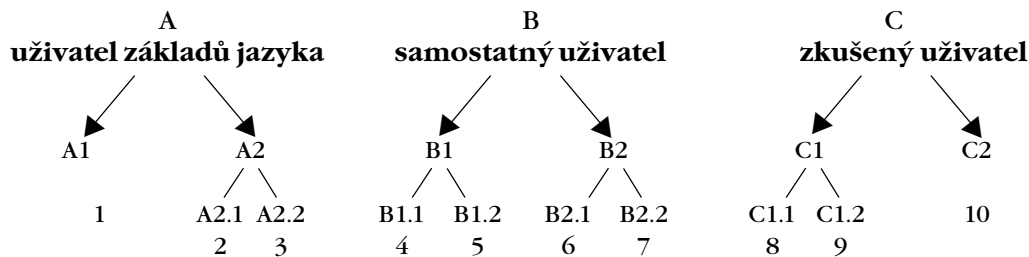 A B C
uživatel základů jazyka samostatný uživatel zkušený uživatel
A1 A2 B1 B2 C1 C2
1 A2.1 A2.2 B1.1 B1.2 B2.1 B2.2 C1.1 C1.2 10
2 3 4 5 6 7 8 9